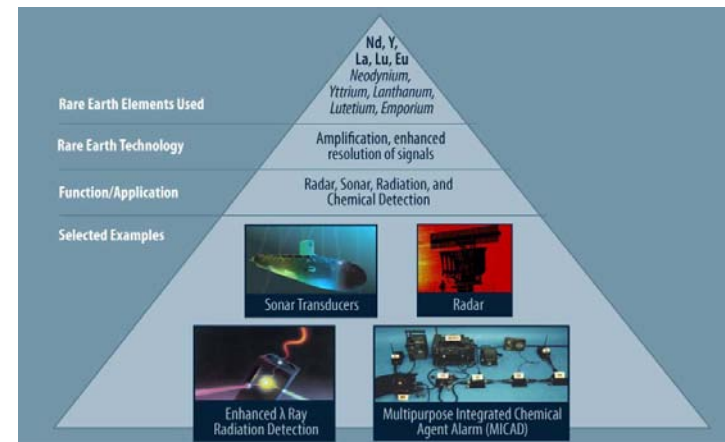 Nd, Y,
La, Lu, Eu
Neodynium,
Yttrium, Lanthanum,
Lutetium, Emporium
Rare Earth Elements Used
Rare Earth Technology
Amplification, enhanced
resolution of signals
Function/Application
Radar, Sonar, Radiation, and
Chemical Detection
Selected Examples
Sonar Transducers
Radar
Enhanced λ Ray
Radiation Detection
Multipurpose Integrated Chemical
Agent Alarm (MICAD)